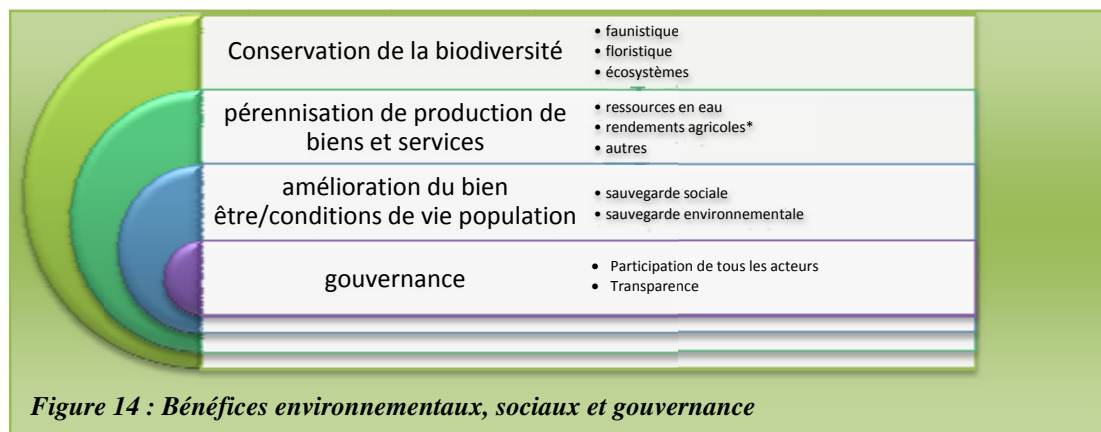 Conservation de la biodiversité
• faunistique
• floristique
• écosystèmes
pérennisation de production de
biens et services
• ressources en eau
• rendements agricoles*
• autres
amélioration du bien
être/conditions de vie population
• sauvegarde sociale
• sauvegarde environnementale
gouvernance
• Participation de tous les acteurs
• Transparence
Figure 14 : Bénéfices environnementaux, sociaux et gouvernance